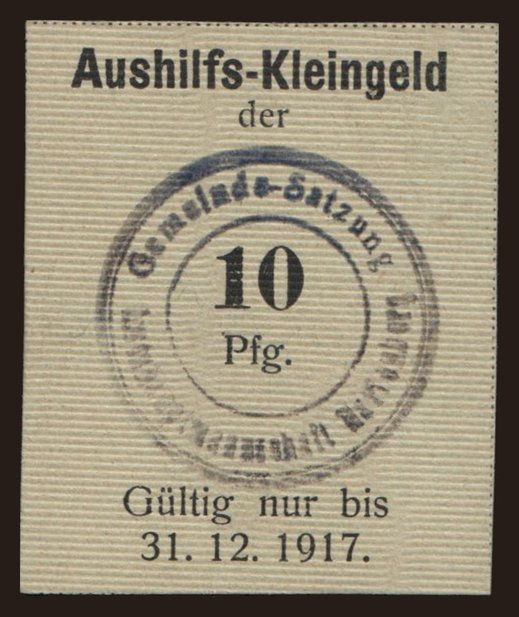 Aushilfs-Kleingeld
der
Gemeinde-Satzung
10
Pfg.
Gültig nur bis
31. 12. 1917.